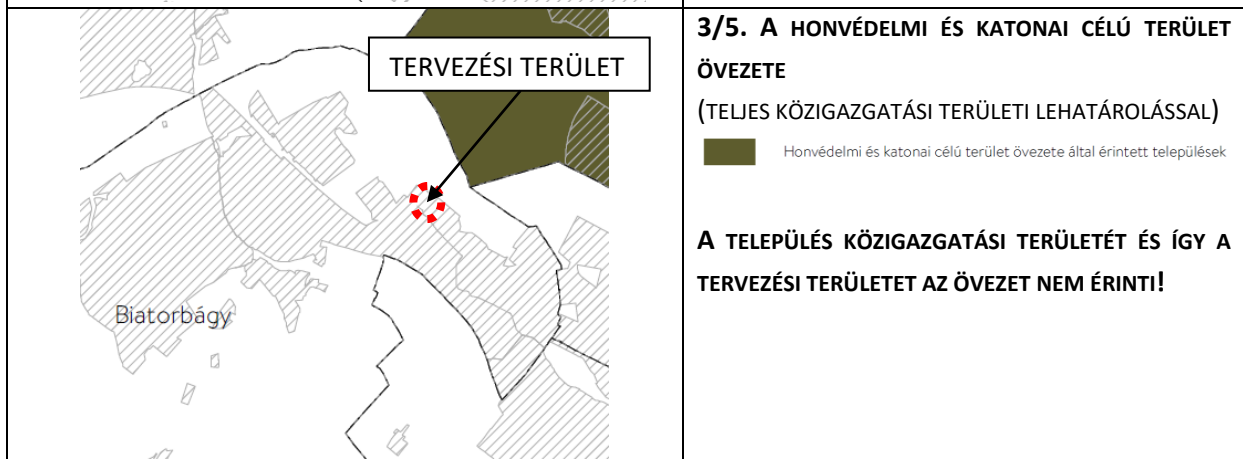 TERVEZÉSI TERÜLET
Biatorbágy
3/5. A HONVÉDELMI ÉS KATONAI CÉLÚ TERÜLET
ÖVEZETE
(TELJES KÖZIGAZGATÁSI TERÜLETI LEHATÁROLÁSSAL)
Honvédelmi és katonai célú terület övezete által érintett települések
A TELEPÜLÉS KÖZIGAZGATÁSI TERÜLETÉT ÉS ÍGY A
TERVEZÉSI TERÜLETET AZ ÖVEZET NEM ÉRINTI!